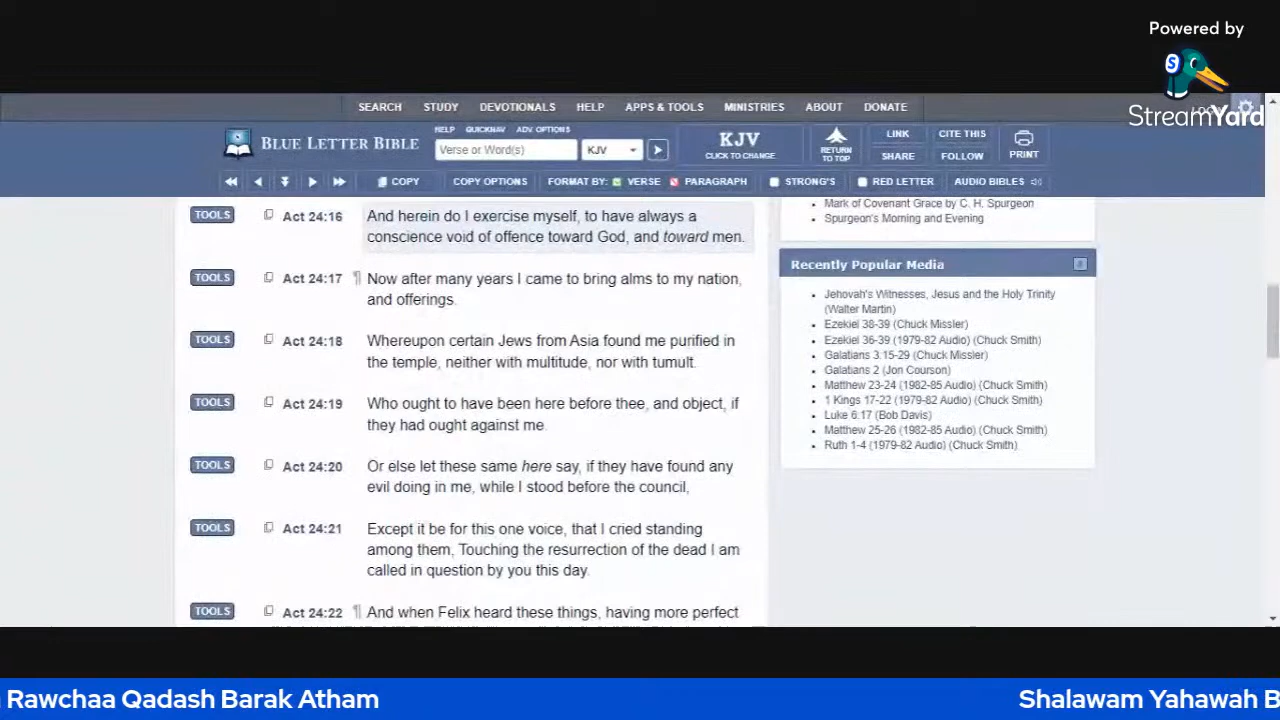 Powered by
StreamYard
SEARCH STUDY DEVOTIONALS HELP APPS & TOOLS MINISTRIES ABOUT DONATE
BLUE LETTER BIBLE
HELP QUICKNAV ADV. OPTIONS
Verse or Word(s) KJV
KJV
CLICK TO CHANGE
RETURN
TO TOP
LINK CITE THIS
SHARE FOLLOW
PRINT
COPY COPY OPTIONS FORMAT BY: VERSE PARAGRAPH STRONG'S RED LETTER AUDIO BIBLES
TOOLS Act 24:16 And herein do I exercise myself, to have always a
conscience void of offence toward God, and toward men.
TOOLS Act 24:17 ¶ Now after many years I came to bring alms to my nation,
and offerings.
TOOLS Act 24:18 Whereupon certain Jews from Asia found me purified in
the temple, neither with multitude, nor with tumult.
TOOLS Act 24:19 Who ought to have been here before thee, and object, if
they had ought against me.
TOOLS Act 24:20 Or else let these same here say, if they have found any
evil doing in me, while I stood before the council,
TOOLS Act 24:21 Except it be for this one voice, that I cried standing
among them, Touching the resurrection of the dead I am
called in question by you this day.
TOOLS Act 24:22 ¶ And when Felix heard these things, having more perfect
Mark of Covenant Grace by C. H. Spurgeon
Spurgeon's Morning and Evening
Recently Popular Media
Jehovah's Witnesses, Jesus and the Holy Trinity
(Walter Martin)
Ezekiel 38-39 (Chuck Missler)
Ezekiel 36-39 (1979-82 Audio) (Chuck Smith)
Galatians 3.15-29 (Chuck Missler)
Galatians 2 (Jon Courson)
Matthew 23-24 (1982-85 Audio) (Chuck Smith)
1 Kings 17-22 (1979-82 Audio) (Chuck Smith)
Luke 6:17 (Bob Davis)
Matthew 25-26 (1982-85 Audio) (Chuck Smith)
Ruth 1-4 (1979-82 Audio) (Chuck Smith)
Rawchaa Qadash Barak Atham
Shalawam Yahawah B